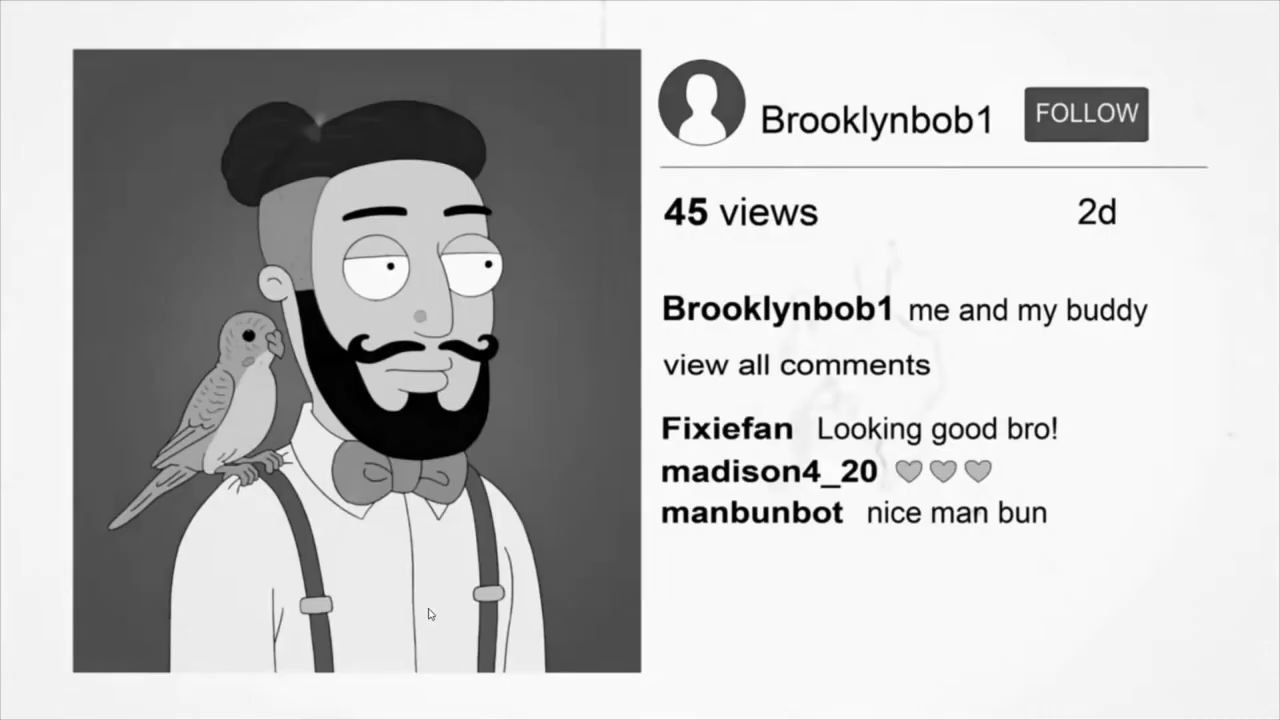 Brooklynbob1 FOLLOW
45 views 2d
Brooklynbob1 me and my buddy
view all comments
Fixiefan Looking good bro!
madison4_20 ♥♥♥
manbunbot nice man bun